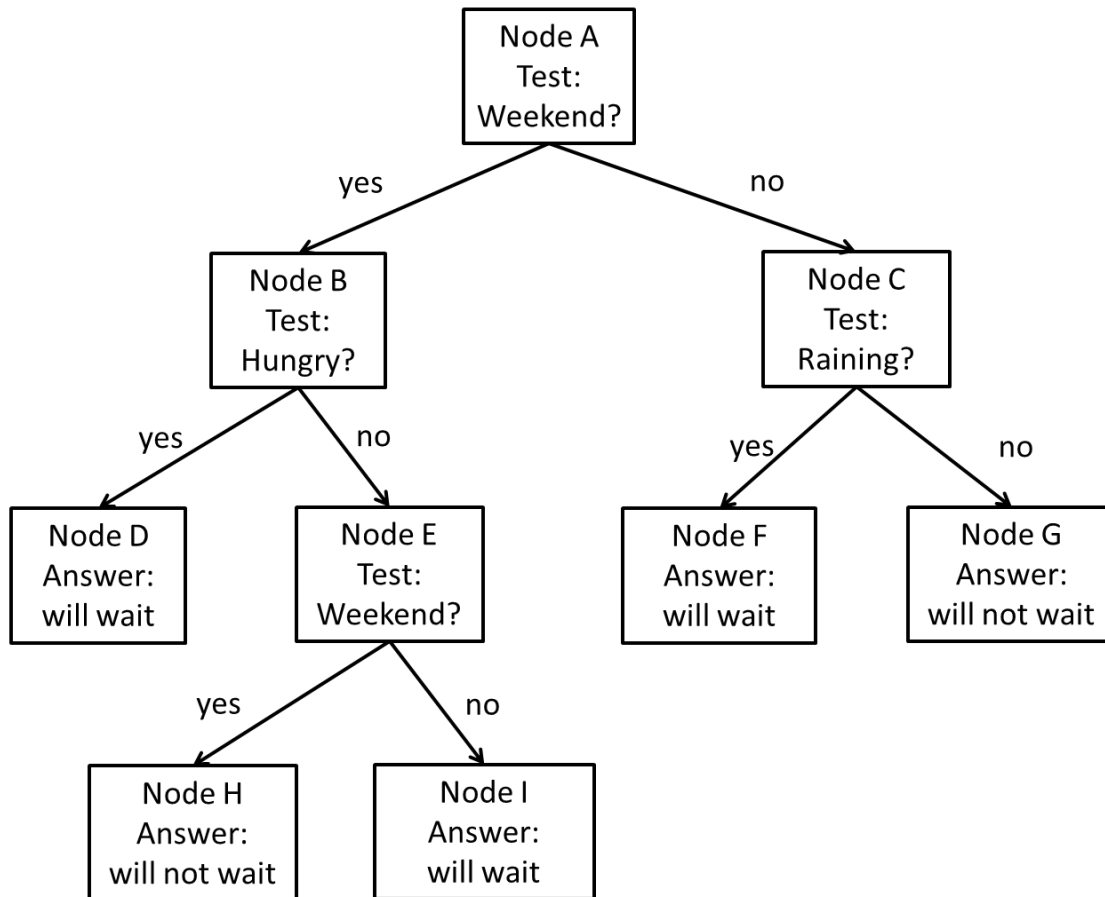 Node A
Test:
Weekend?
yes
no
Node B
Test:
Hungry?
Node C
Test:
Raining?
yes
no
yes
no
Node D
Answer:
will wait
Node E
Test:
Weekend?
Node F
Answer:
will wait
Node G
Answer:
will not wait
yes
no
Node H
Answer:
will not wait
Node I
Answer:
will wait